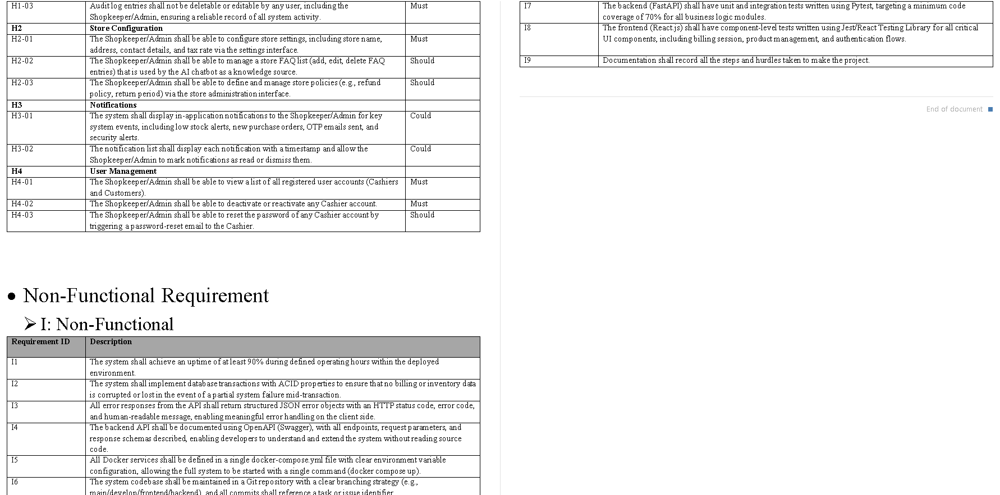 H1-03 Audit log entries shall not be deletable or editable by any user, including the Must
Shopkeeper/Admin, ensuring a reliable record of all system activity.
H2 Store Configuration
H2-01 The Shopkeeper/Admin shall be able to configure store settings, including store name, Must
address, contact details, and tax rate via the settings interface.
H2-02 The Shopkeeper/Admin shall be able to manage a store FAQ list (add, edit, delete FAQ Should
entries) that is used by the AI chatbot as a knowledge source.
H2-03 The Shopkeeper/Admin shall be able to define and manage store policies (e.g., refund Should
policy, return period) via the store administration interface.
H3 Notifications
H3-01 The system shall display in-application notifications to the Shopkeeper/Admin for key Could
system events, including low stock alerts, new purchase orders, OTP emails sent, and
security alerts.
H3-02 The notification list shall display each notification with a timestamp and allow the Could
Shopkeeper/Admin to mark notifications as read or dismiss them.
H4 User Management
H4-01 The Shopkeeper/Admin shall be able to view a list of all registered user accounts (Cashiers Must
and Customers).
H4-02 The Shopkeeper/Admin shall be able to deactivate or reactivate any Cashier account. Must
H4-03 The Shopkeeper/Admin shall be able to reset the password of any Cashier account by Should
triggering a password-reset email to the Cashier.
• Non-Functional Requirement
➢ I: Non-Functional
Requirement ID Description
I1 The system shall achieve an uptime of at least 90% during defined operating hours within the deployed
environment.
I2 The system shall implement database transactions with ACID properties to ensure that no billing or inventory data
is corrupted or lost in the event of a partial system failure mid-transaction.
I3 All error responses from the API shall return structured JSON error objects with an HTTP status code, error code,
and human-readable message, enabling meaningful error handling on the client side.
I4 The backend API shall be documented using OpenAPI (Swagger), with all endpoints, request parameters, and
response schemas described, enabling developers to understand and extend the system without reading source
code.
I5 All Docker services shall be defined in a single docker-compose.yml file with clear environment variable
configuration, allowing the full system to be started with a single command (docker compose up).
I6 The system codebase shall be maintained in a Git repository with a clear branching strategy (e.g.,
main/develop/frontend/backend), and all commits shall reference a task or issue identifier.
I7 The backend (FastAPI) shall have unit and integration tests written using Pytest, targeting a minimum code
coverage of 70% for all business logic modules.
I8 The frontend (React.js) shall have component-level tests written using Jest/React Testing Library for all critical
UI components, including billing session, product management, and authentication flows.
I9 Documentation shall record all the steps and hurdles taken to make the project.
End of document